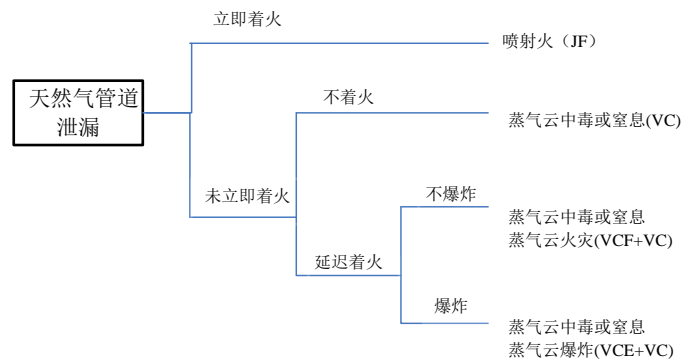 立即着火
喷射火（JF）
天然气管道
泄漏
不着火
蒸气云中毒或窒息(VC)
未立即着火
不爆炸
蒸气云中毒或窒息
蒸气云火灾(VCF+VC)
延迟着火
爆炸
蒸气云中毒或窒息
蒸气云爆炸(VCE+VC)